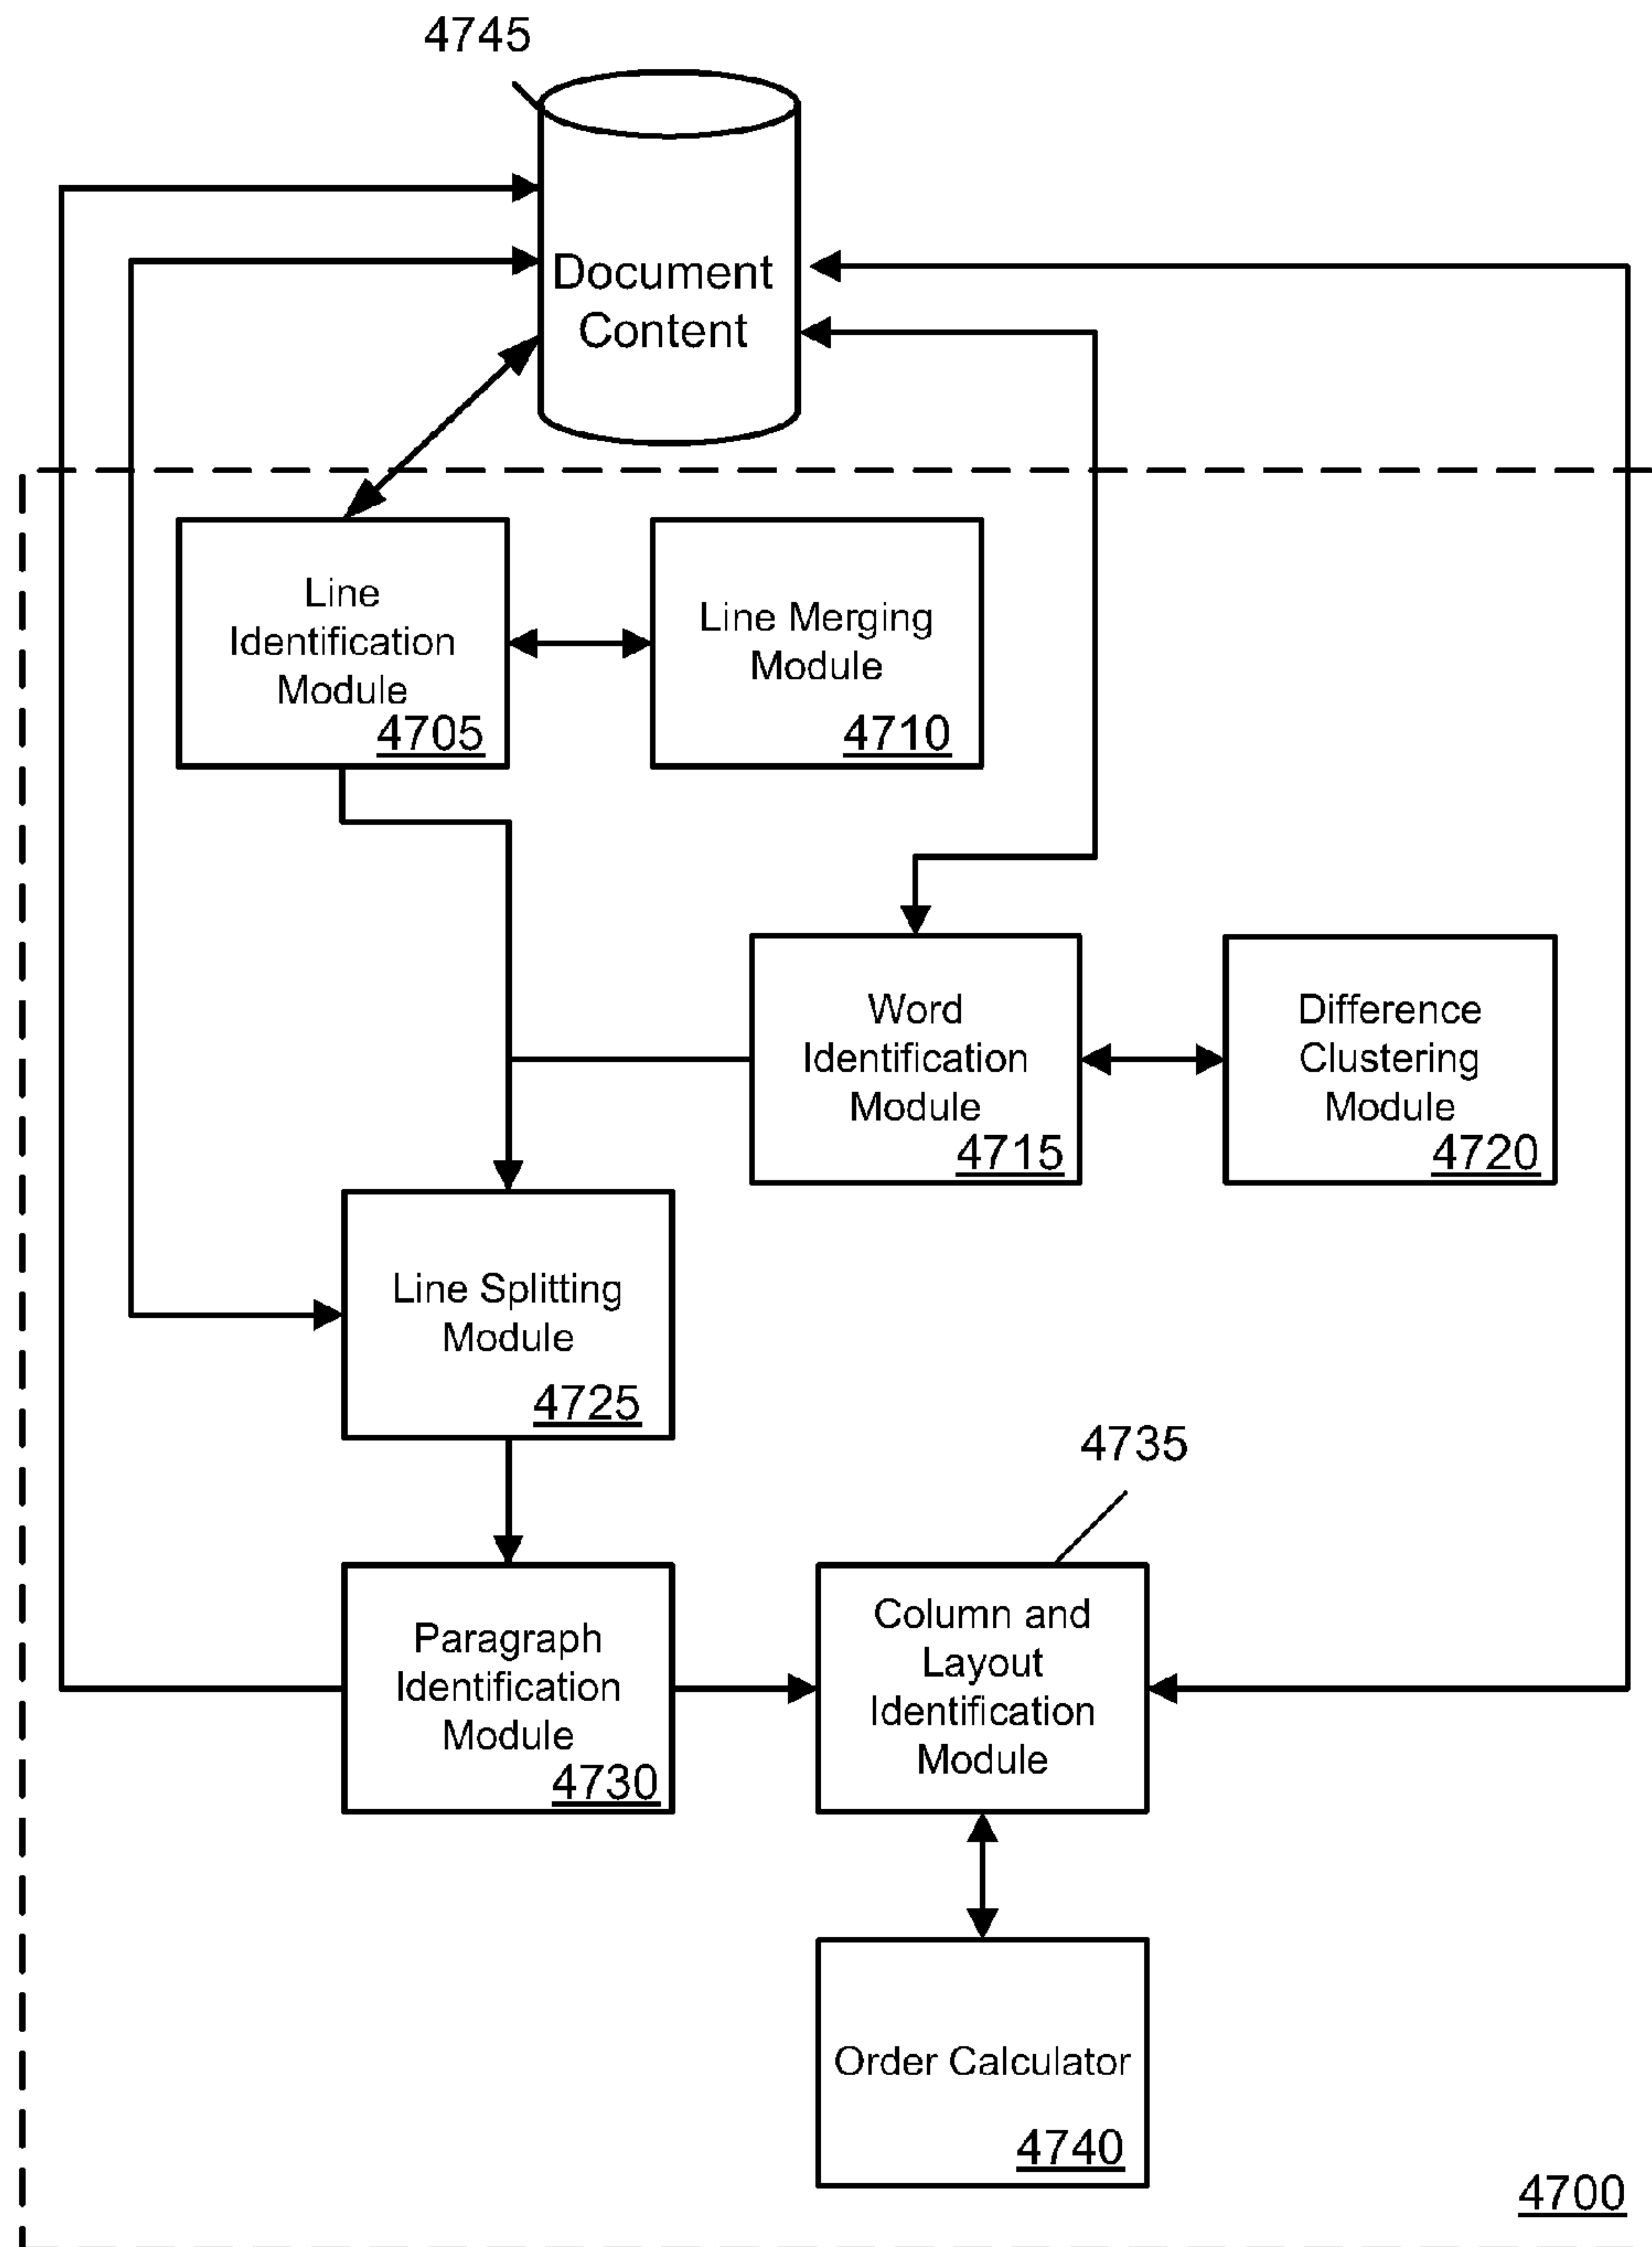 4745
Document
Content
Line
Identification
Module
4705
Line Merging
Module
4710
Word
Identification
Module
4715
Difference
Clustering
Module
4720
Line Splitting
Module
4725
4735
Paragraph
Identification
Module
4730
Column and
Layout
Identification
Module
Order Calculator
4740
4700